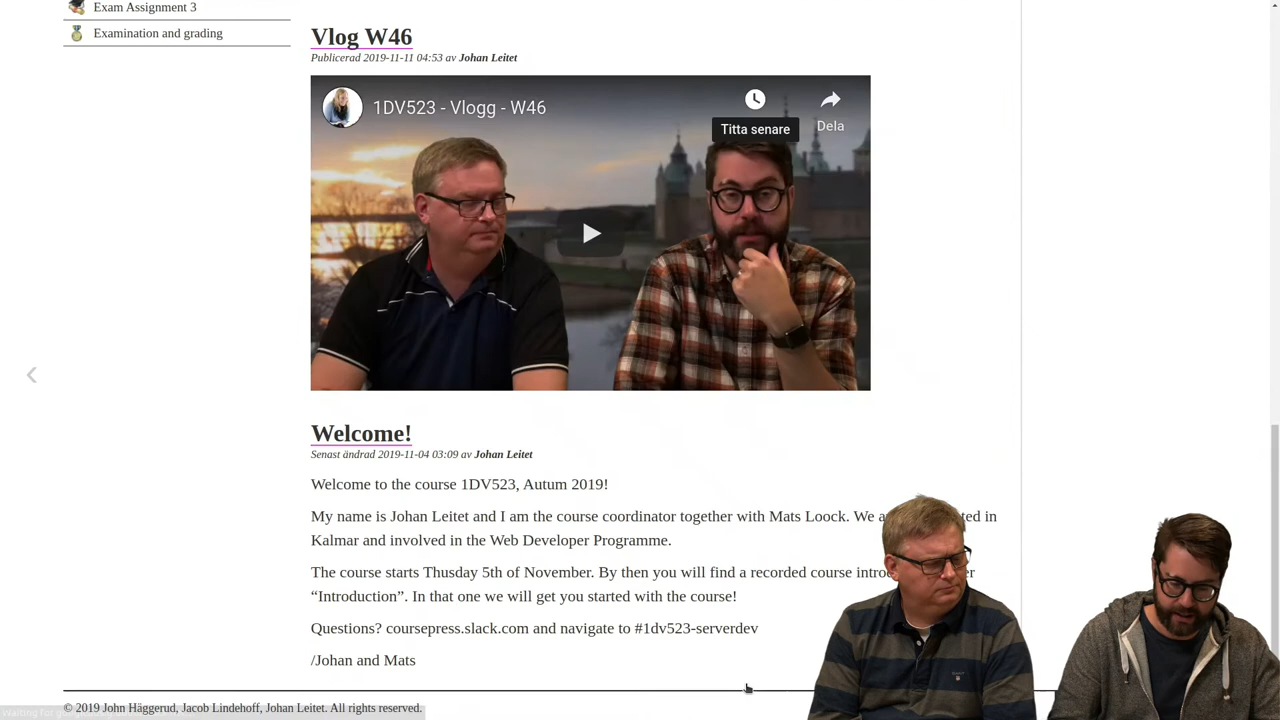 Exam Assignment 3
Examination and grading
Vlog W46
Publicerad 2019-11-11 04:53 av Johan Leitet
1DV523 - Vlogg - W46
Titta senare
Dela
Welcome!
Senast ändrad 2019-11-04 03:09 av Johan Leitet
Welcome to the course 1DV523, Autum 2019!
My name is Johan Leitet and I am the course coordinator together with Mats Loock. We a ted in
Kalmar and involved in the Web Developer Programme.
The course starts Thusday 5th of November. By then you will find a recorded course intro er
“Introduction”. In that one we will get you started with the course!
Questions? coursepress.slack.com and navigate to #1dv523-serverdev
/Johan and Mats
© 2019 John Häggerud, Jacob Lindehoff, Johan Leitet. All rights reserved.